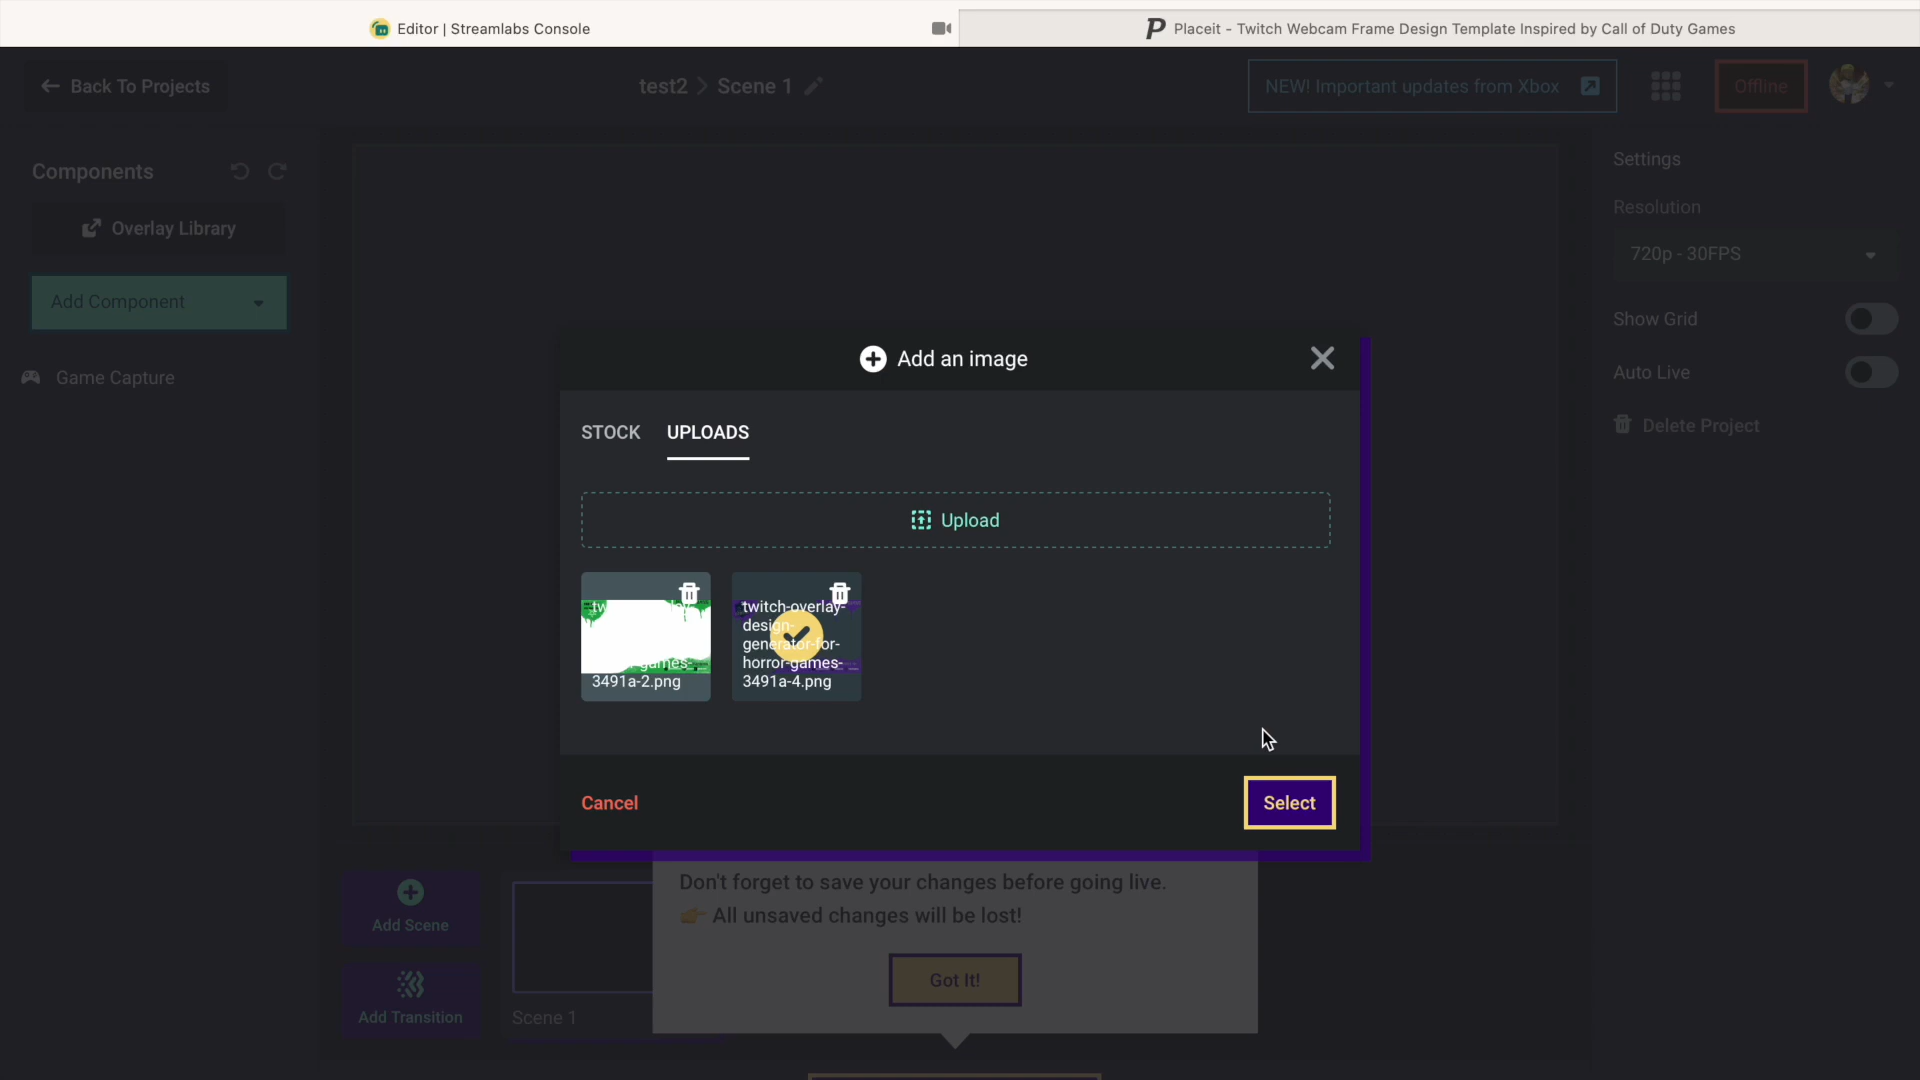 Editor | Streamlabs Console
Placeit - Twitch Webcam Frame Design Template Inspired by Call of Duty Games
Back To Projects
test2 > Scene 1
NEW! Important updates from Xbox
Offline
Components
Overlay Library
Add Component
Game Capture
Settings
Resolution
720p - 30FPS
Show Grid
Auto Live
Delete Project
Add an image
STOCK
UPLOADS
Upload
games-
3491a-2.png
twitch-overlay-
design-
generator-for-
horror-games-
3491a-4.png
Cancel
Select
Don't forget to save your changes before going live.
👉 All unsaved changes will be lost!
Got It!
Add Scene
Add Transition
Scene 1